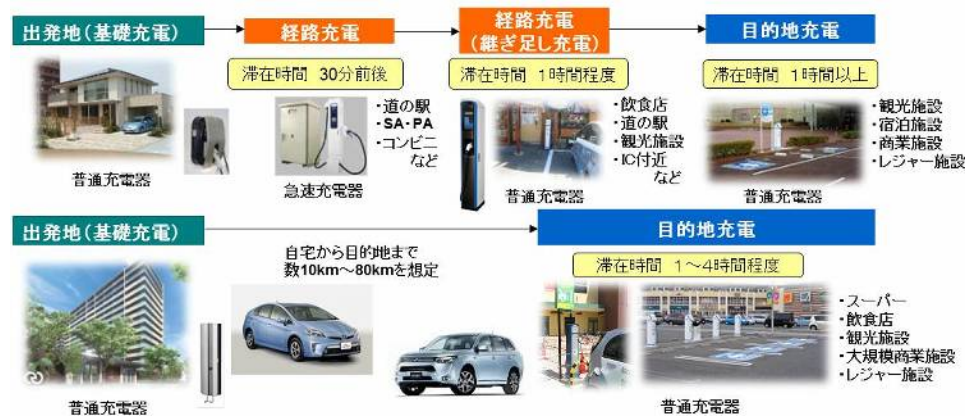 出発地(基礎充電)
経路充電
経路充電
(継ぎ足し充電)
目的地充電
滞在時間 30分前後
滞在時間 1時間程度
滞在時間 1時間以上
・道の駅
・SA・PA
・コンビニ
など
・飲食店
・道の駅
・観光施設
・IC付近
など
・観光施設
・宿泊施設
・商業施設
・レジャー施設
普通充電器
急速充電器
普通充電器
普通充電器
出発地(基礎充電)
目的地充電
自宅から目的地まで
数10km～80kmを想定
滞在時間 1～4時間程度
・スーパー
・飲食店
・観光施設
・大規模商業施設
・レジャー施設
普通充電器
普通充電器